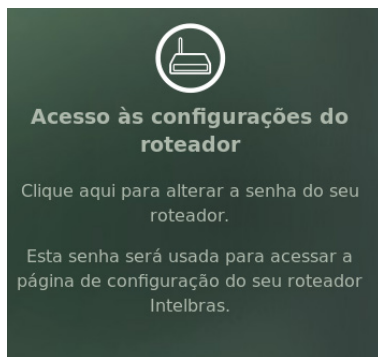 Acesso às configurações do
roteador
Clique aqui para alterar a senha do seu
roteador.
Esta senha será usada para acessar a
página de configuração do seu roteador
Intelbras.